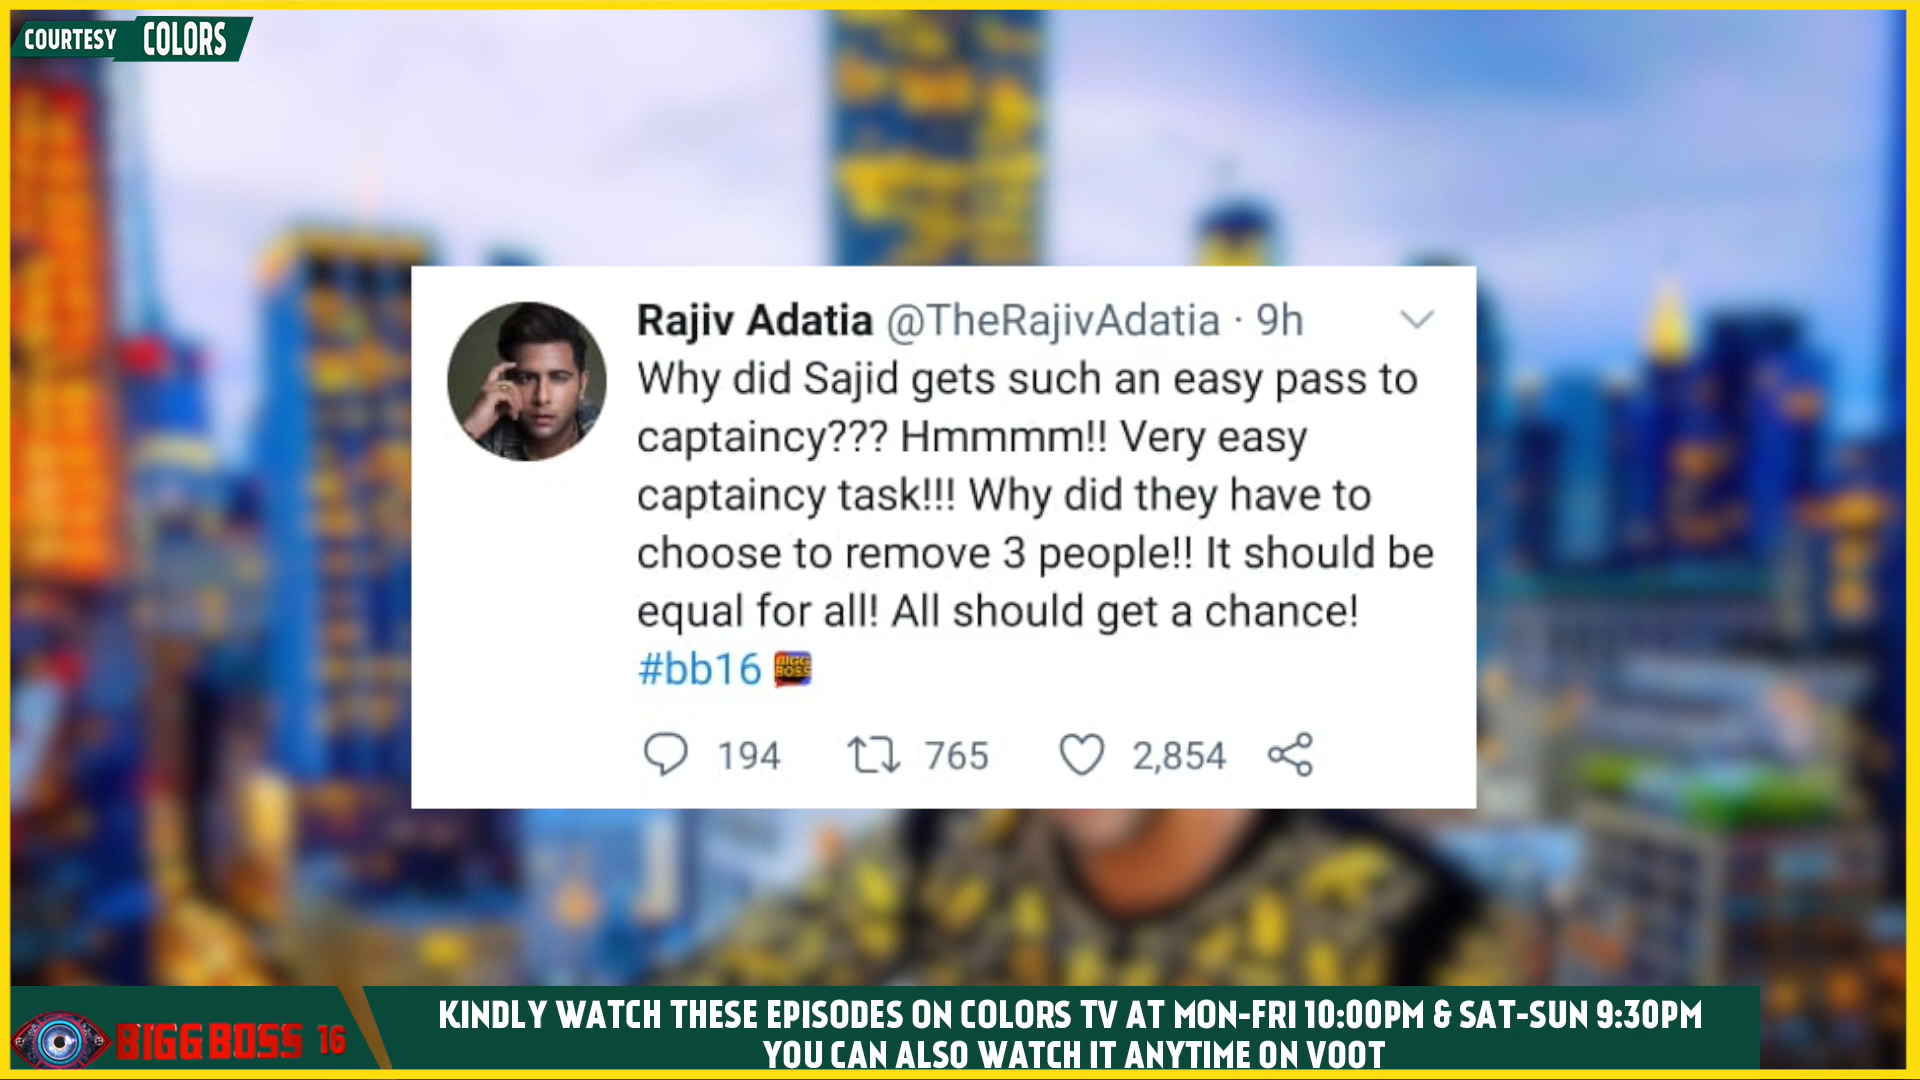 COURTESY COLORS
Rajiv Adatia @TheRajivAdatia · 9h
Why did Sajid gets such an easy pass to
captaincy??? Hmmmm!! Very easy
captaincy task!!! Why did they have to
choose to remove 3 people!! It should be
equal for all! All should get a chance!
#bb16 BIGG BOSS
194 765 2,854
BIGG BOSS 16
KINDLY WATCH THESE EPISODES ON COLORS TV AT MON-FRI 10:00PM & SAT-SUN 9:30PM
YOU CAN ALSO WATCH IT ANYTIME ON VOOT